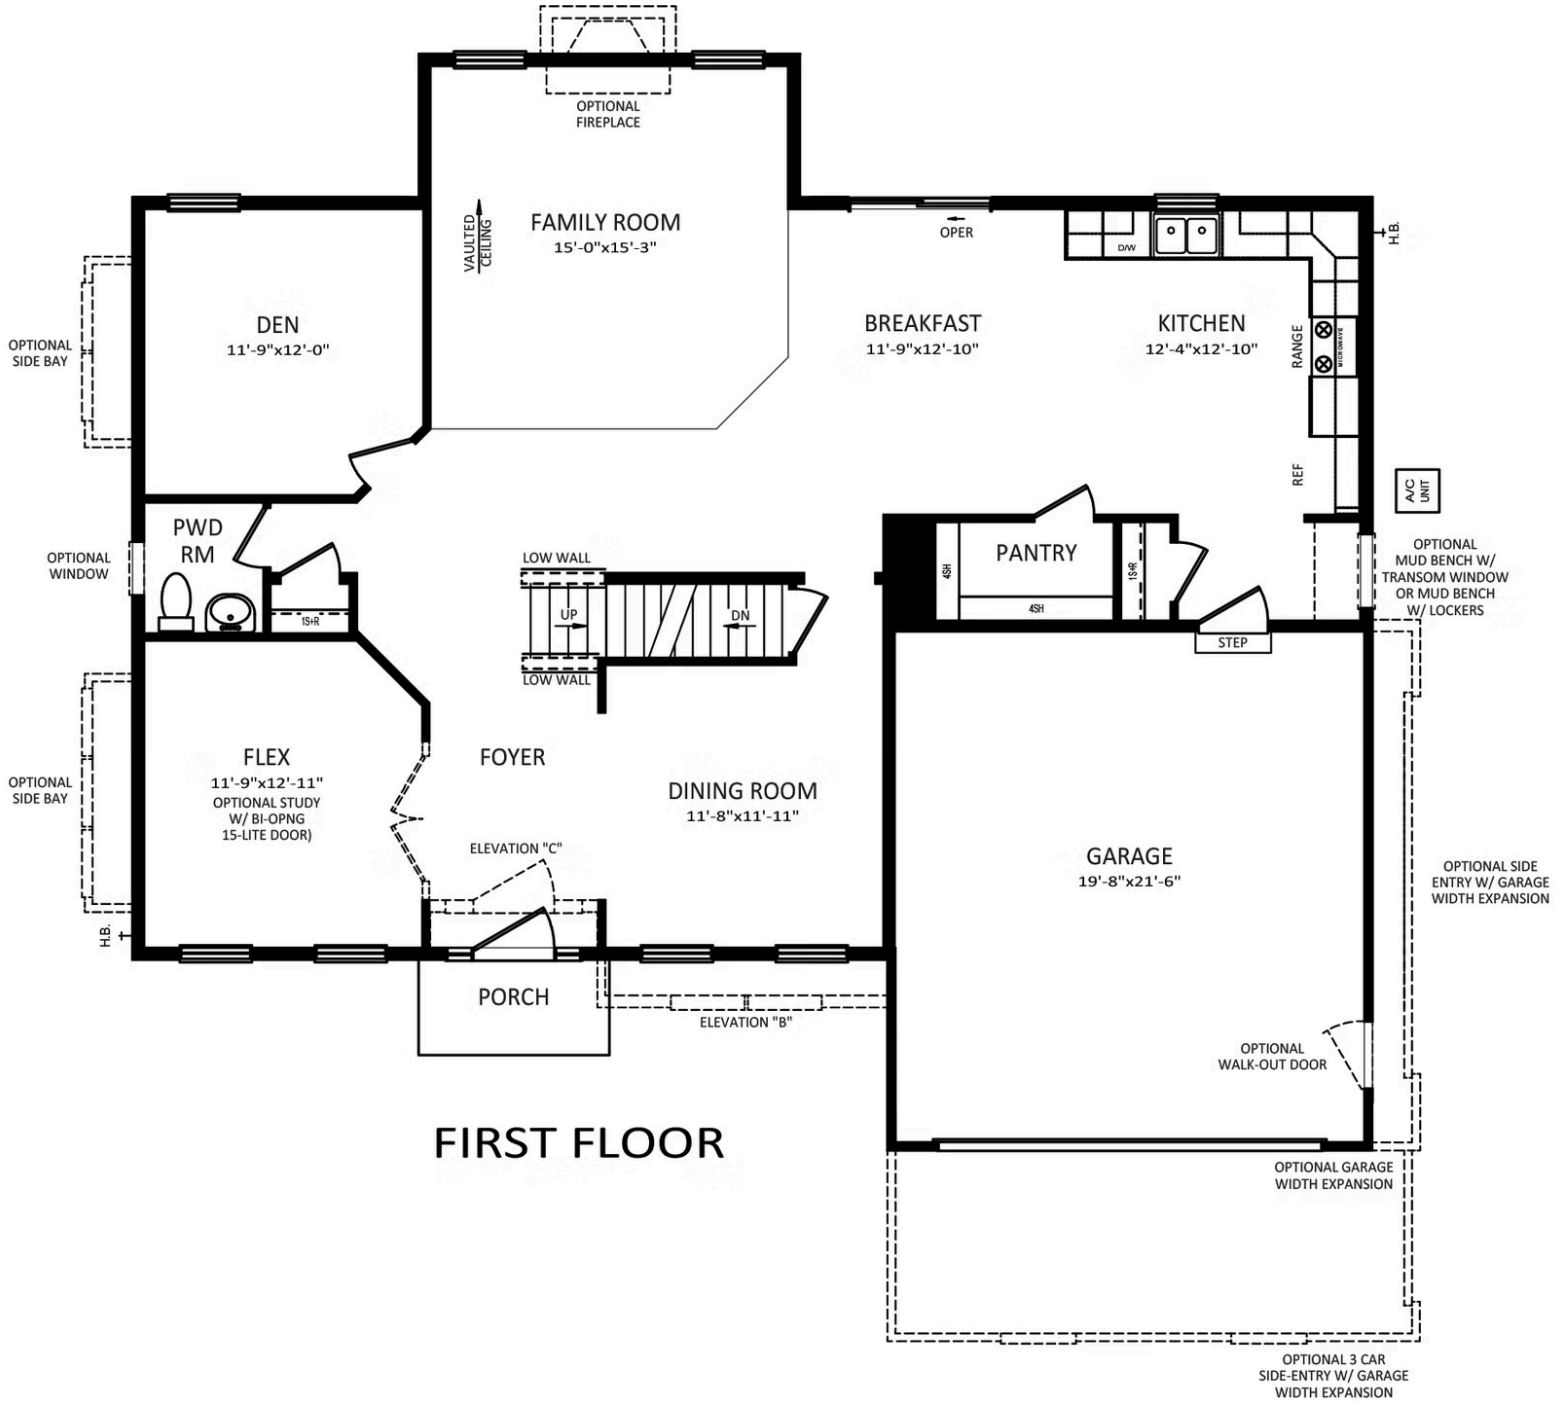 OPTIONAL
FIREPLACE
FAMILY ROOM
15'-0"x15'-3"
VAULTED
CEILING
OPER
D/W
H.B.
DEN
11'-9"x12'-0"
OPTIONAL
SIDE BAY
BREAKFAST
11'-9"x12'-10"
KITCHEN
12'-4"x12'-10"
RANGE
MICROWAVE
REF
A/C
UNIT
PWD
RM
OPTIONAL
WINDOW
1S+R
LOW WALL
UP
DN
LOW WALL
PANTRY
4SH
4SH
1S+R
OPTIONAL
MUD BENCH W/
TRANSOM WINDOW
OR MUD BENCH
W/ LOCKERS
STEP
FLEX
11'-9"x12'-11"
OPTIONAL STUDY
W/ BI-OPNG
15-LITE DOOR)
OPTIONAL
SIDE BAY
FOYER
DINING ROOM
11'-8"x11'-11"
ELEVATION "C"
GARAGE
19'-8"x21'-6"
OPTIONAL SIDE
ENTRY W/ GARAGE
WIDTH EXPANSION
H.B.
PORCH
ELEVATION "B"
OPTIONAL
WALK-OUT DOOR
FIRST FLOOR
OPTIONAL GARAGE
WIDTH EXPANSION
OPTIONAL 3 CAR
SIDE-ENTRY W/ GARAGE
WIDTH EXPANSION